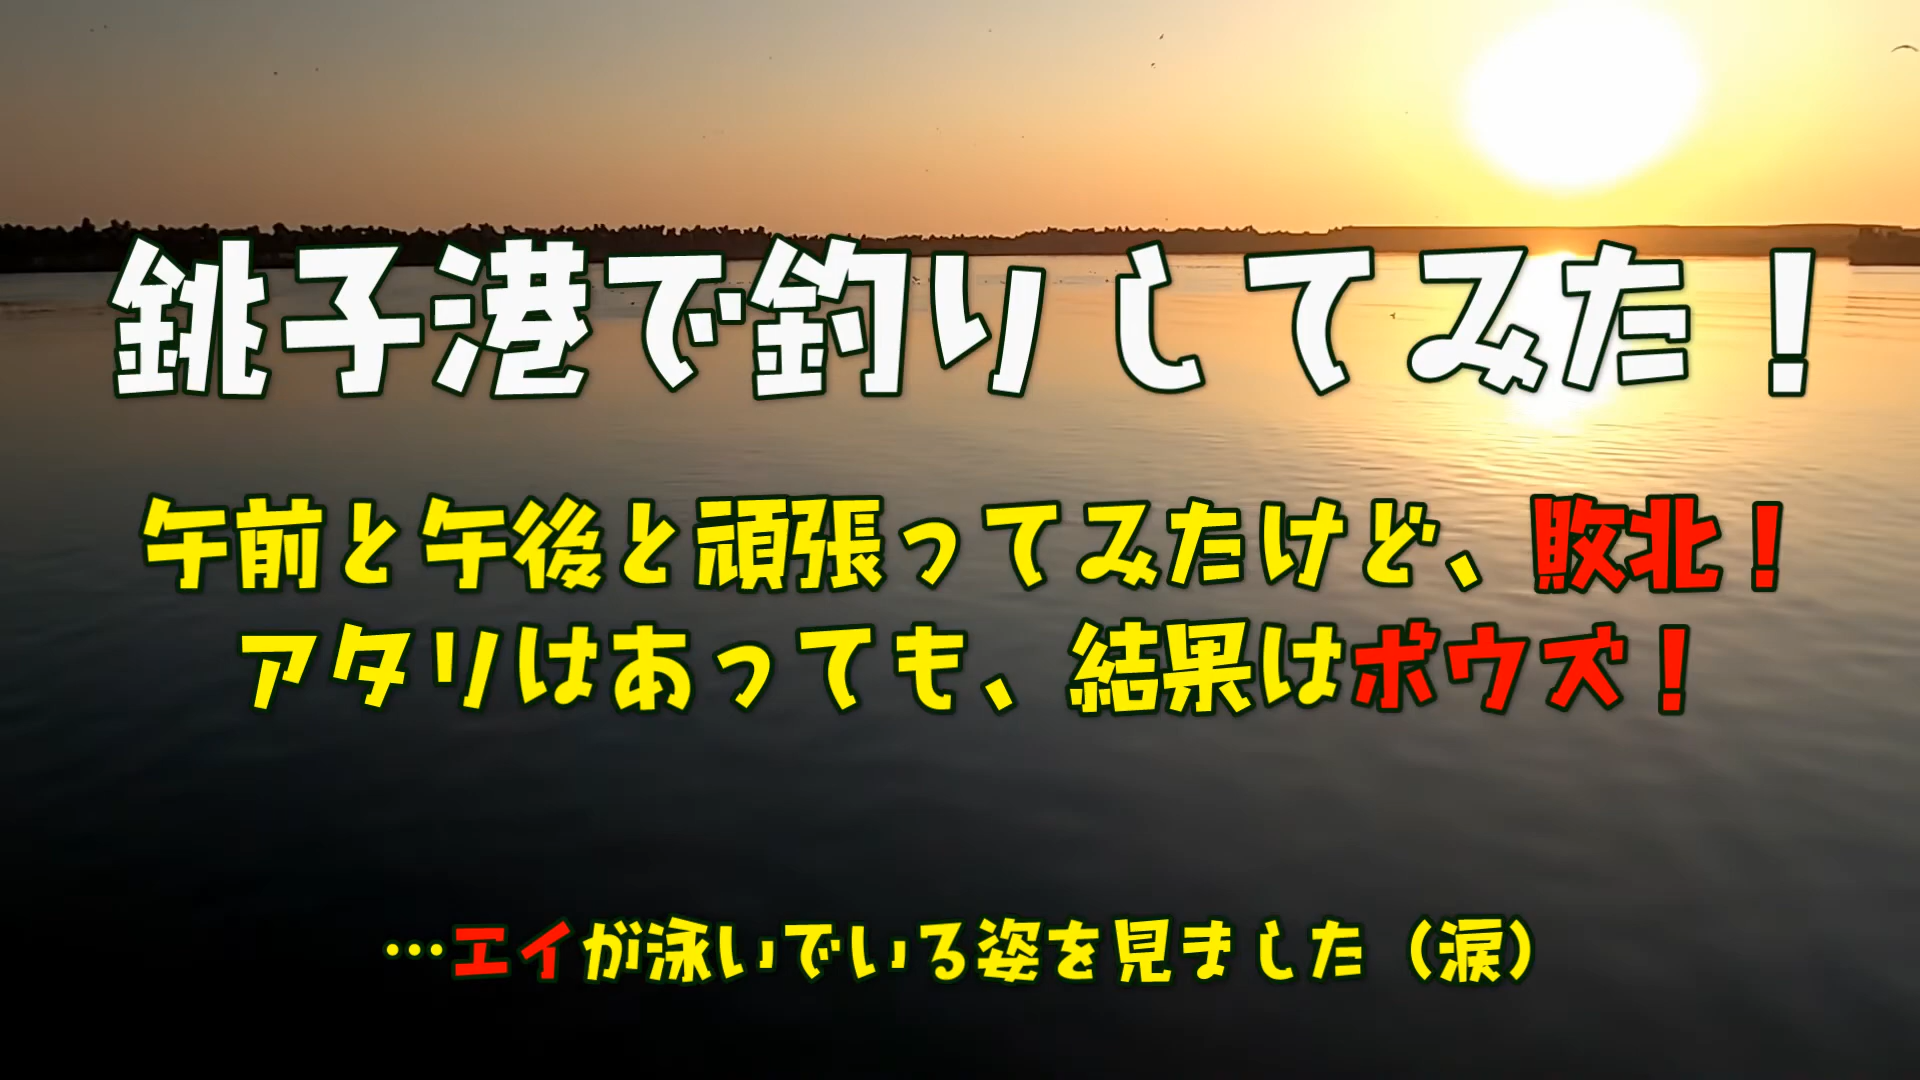 銚子港で釣りしてみた！
午前と午後と頑張ってみたけど、敗北！
アタリはあっても、結果はボウズ！
…エイが泳いでいる姿を見ました（涙）